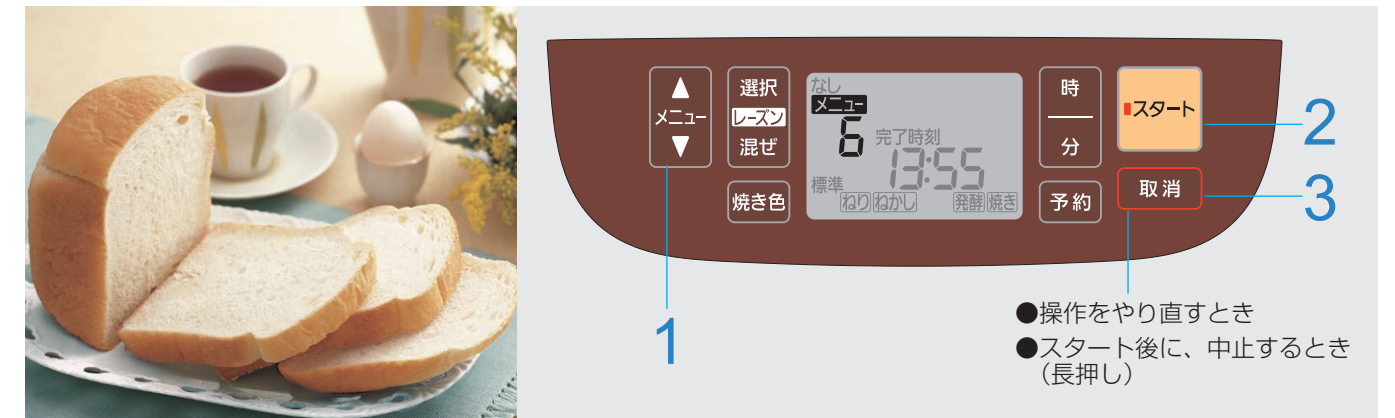 ▲
メニュー
▼
選択
レーズン
混ぜ
焼き色
なし
メニュー
6
完了時刻
13:55
標準
ねり ねかし 発酵 焼き
時
分
予約
スタート
取消
1
2
3
●操作をやり直すとき
●スタート後に、中止するとき
（長押し）